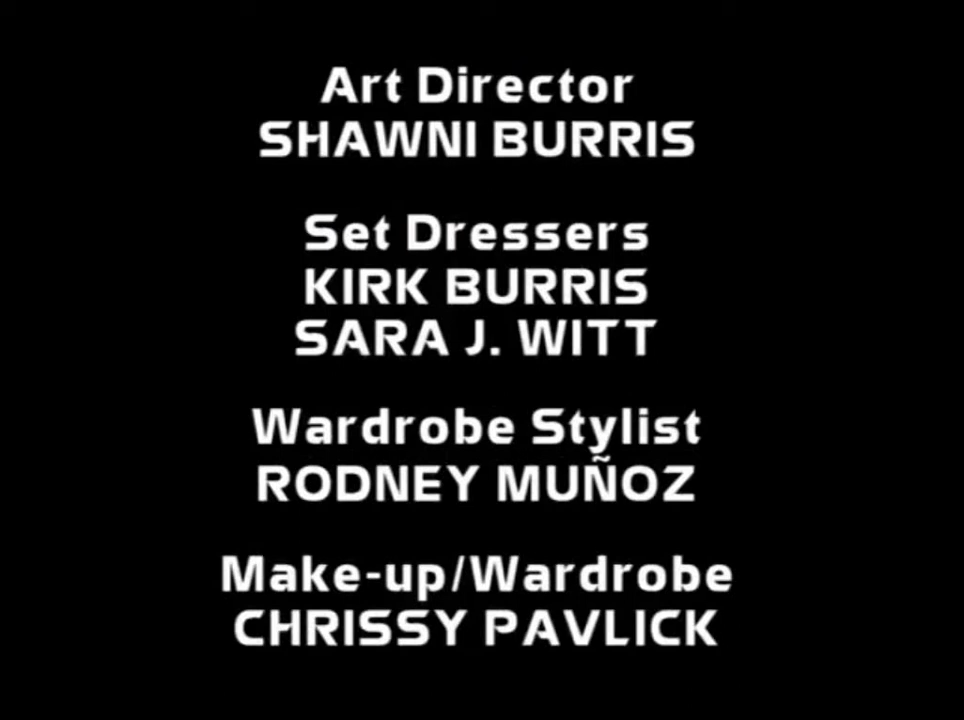 Art Director
SHAWNI BURRIS
Set Dressers
KIRK BURRIS
SARA J. WITT
Wardrobe Stylist
RODNEY MUÑOZ
Make-up/Wardrobe
CHRISSY PAVLICK